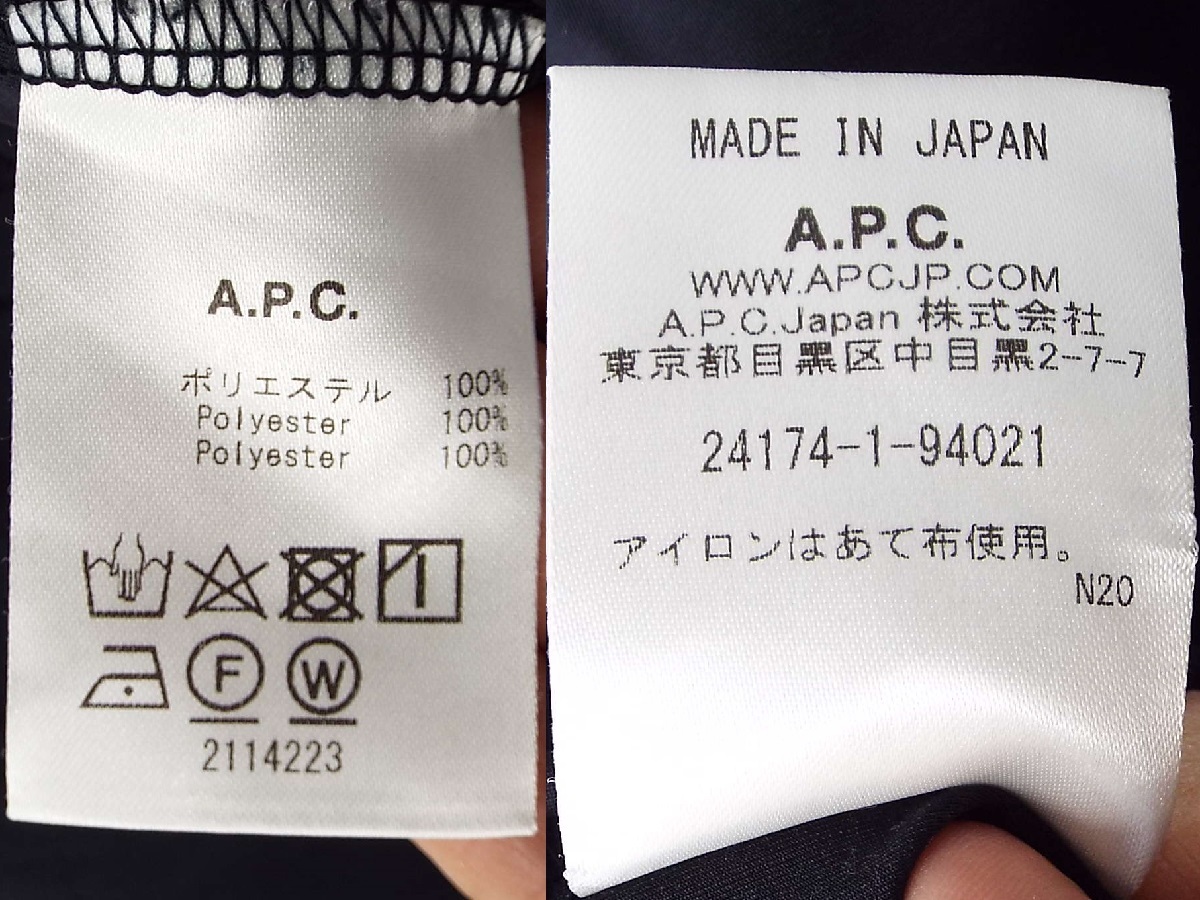 A.P.C.
ポリエステル 100%
Polyester 100%
Polyester 100%
F W
2114223
MADE IN JAPAN
A.P.C.
WWW.APCJP.COM
A.P.C.Japan 株式会社
東京都目黒区中目黒2-7-7
24174-1-94021
アイロンはあて布使用。
N20